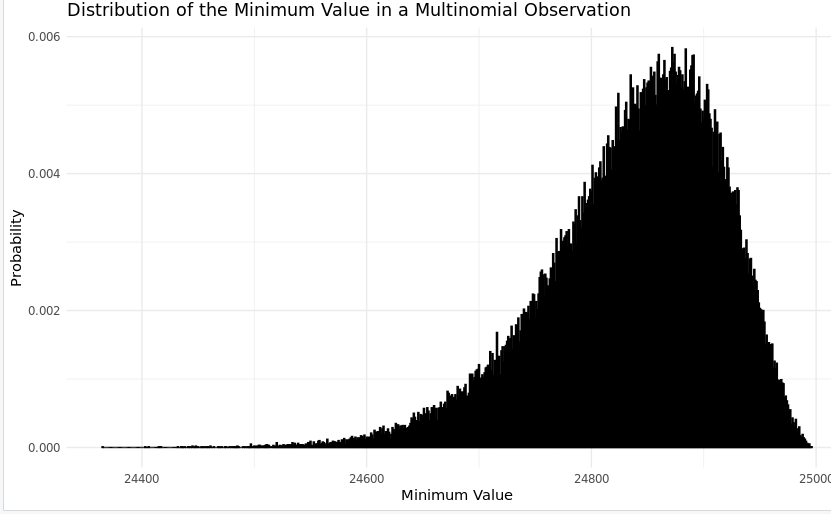 Distribution of the Minimum Value in a Multinomial Observation
0.006
0.004
0.002
0.000
Probability
24400
24600
24800
25000
Minimum Value